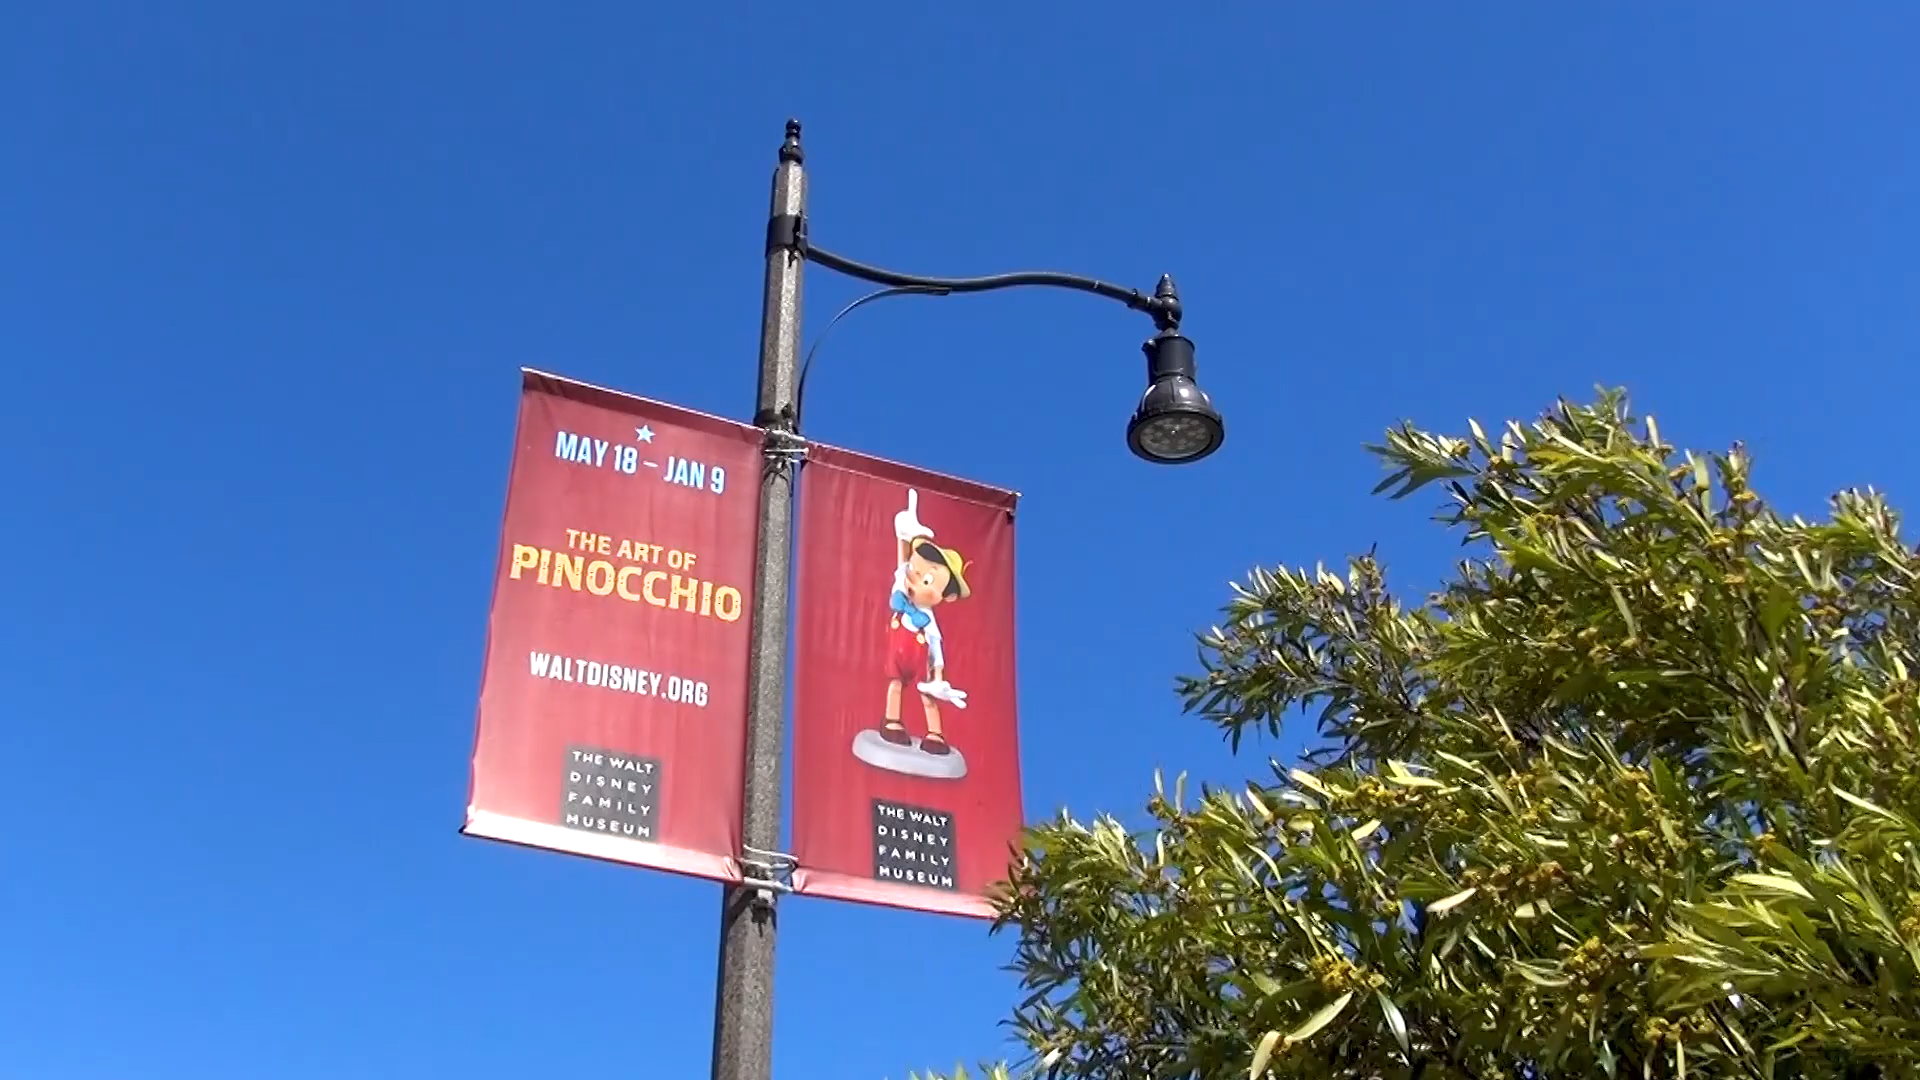 MAY 18 – JAN 9
THE ART OF
PINOCCHIO
WALTDISNEY.ORG
THE WALT
DISNEY
FAMILY
MUSEUM
THE WALT
DISNEY
FAMILY
MUSEUM